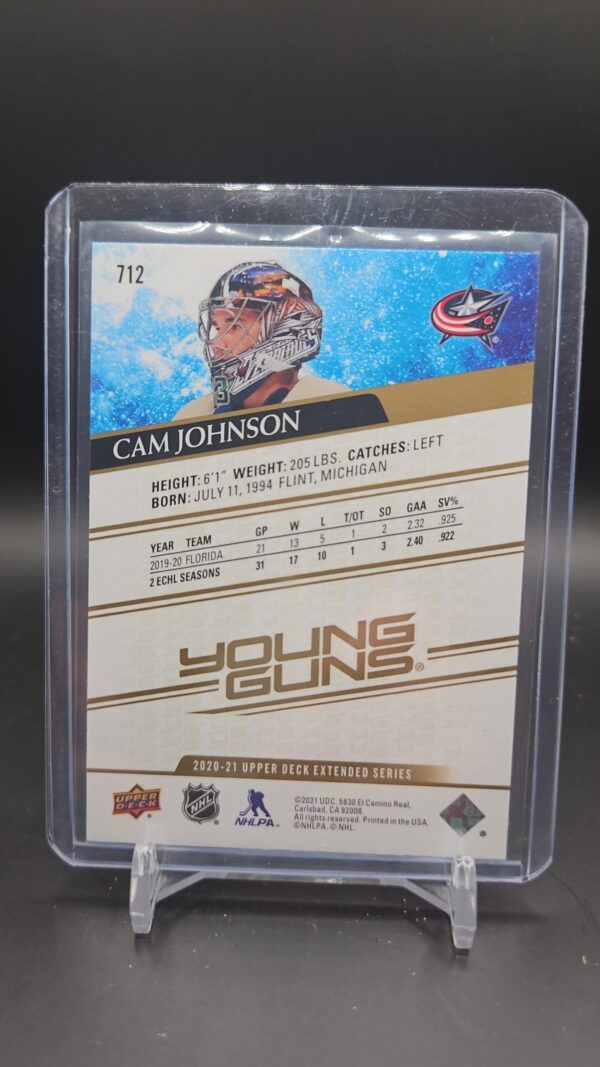 712
CAM JOHNSON
HEIGHT: 6'1" WEIGHT: 205 LBS. CATCHES: LEFT
BORN: JULY 11, 1994 FLINT, MICHIGAN
YEAR TEAM GP W L T/OT SO GAA SV%
2019-20 FLORIDA 21 13 5 1 2 2.32 .925
2 ECHL SEASONS 31 17 10 1 3 2.40 .922
YOUNG
GUNS®
2020-21 UPPER DECK EXTENDED SERIES
UPPER
DECK®
NHL®
NHLPA™
©2021 UDC. 5830 El Camino Real,
Carlsbad, CA 92008.
All rights reserved. Printed in the USA.
©NHLPA. © NHL.